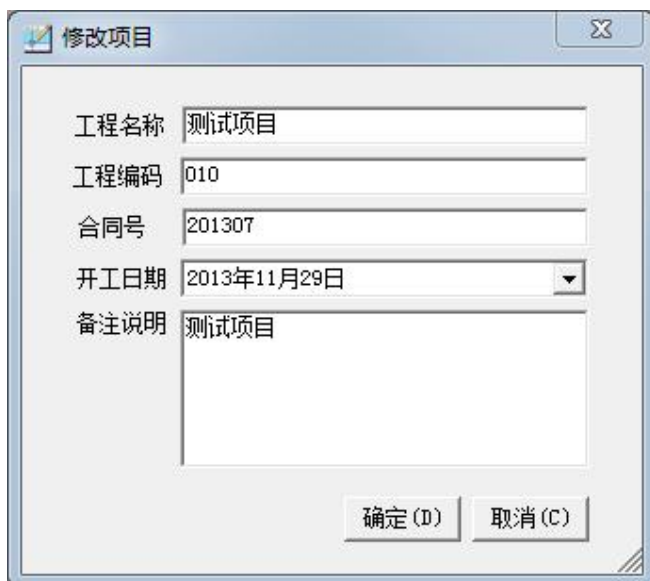 修改项目
工程名称 测试项目
工程编码 010
合同号 201307
开工日期 2013年11月29日
备注说明 测试项目
确定(D) 取消(C)